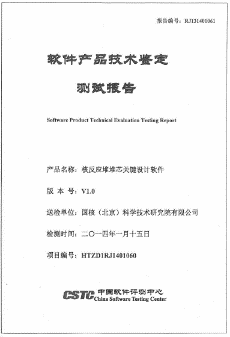 报告编号：RJ131401061
软件产品技术鉴定
测试报告
Software Product Technical Evaluation Testing Report
产品名称：核反应堆堆芯关键设计软件
版 本 号：V1.0
送检单位：国核（北京）科学技术研究院有限公司
检测时间：二〇一四年一月十五日
项目编号：HTZD1RJ1401060
CSTC 中国软件评测中心
China Software Testing Center